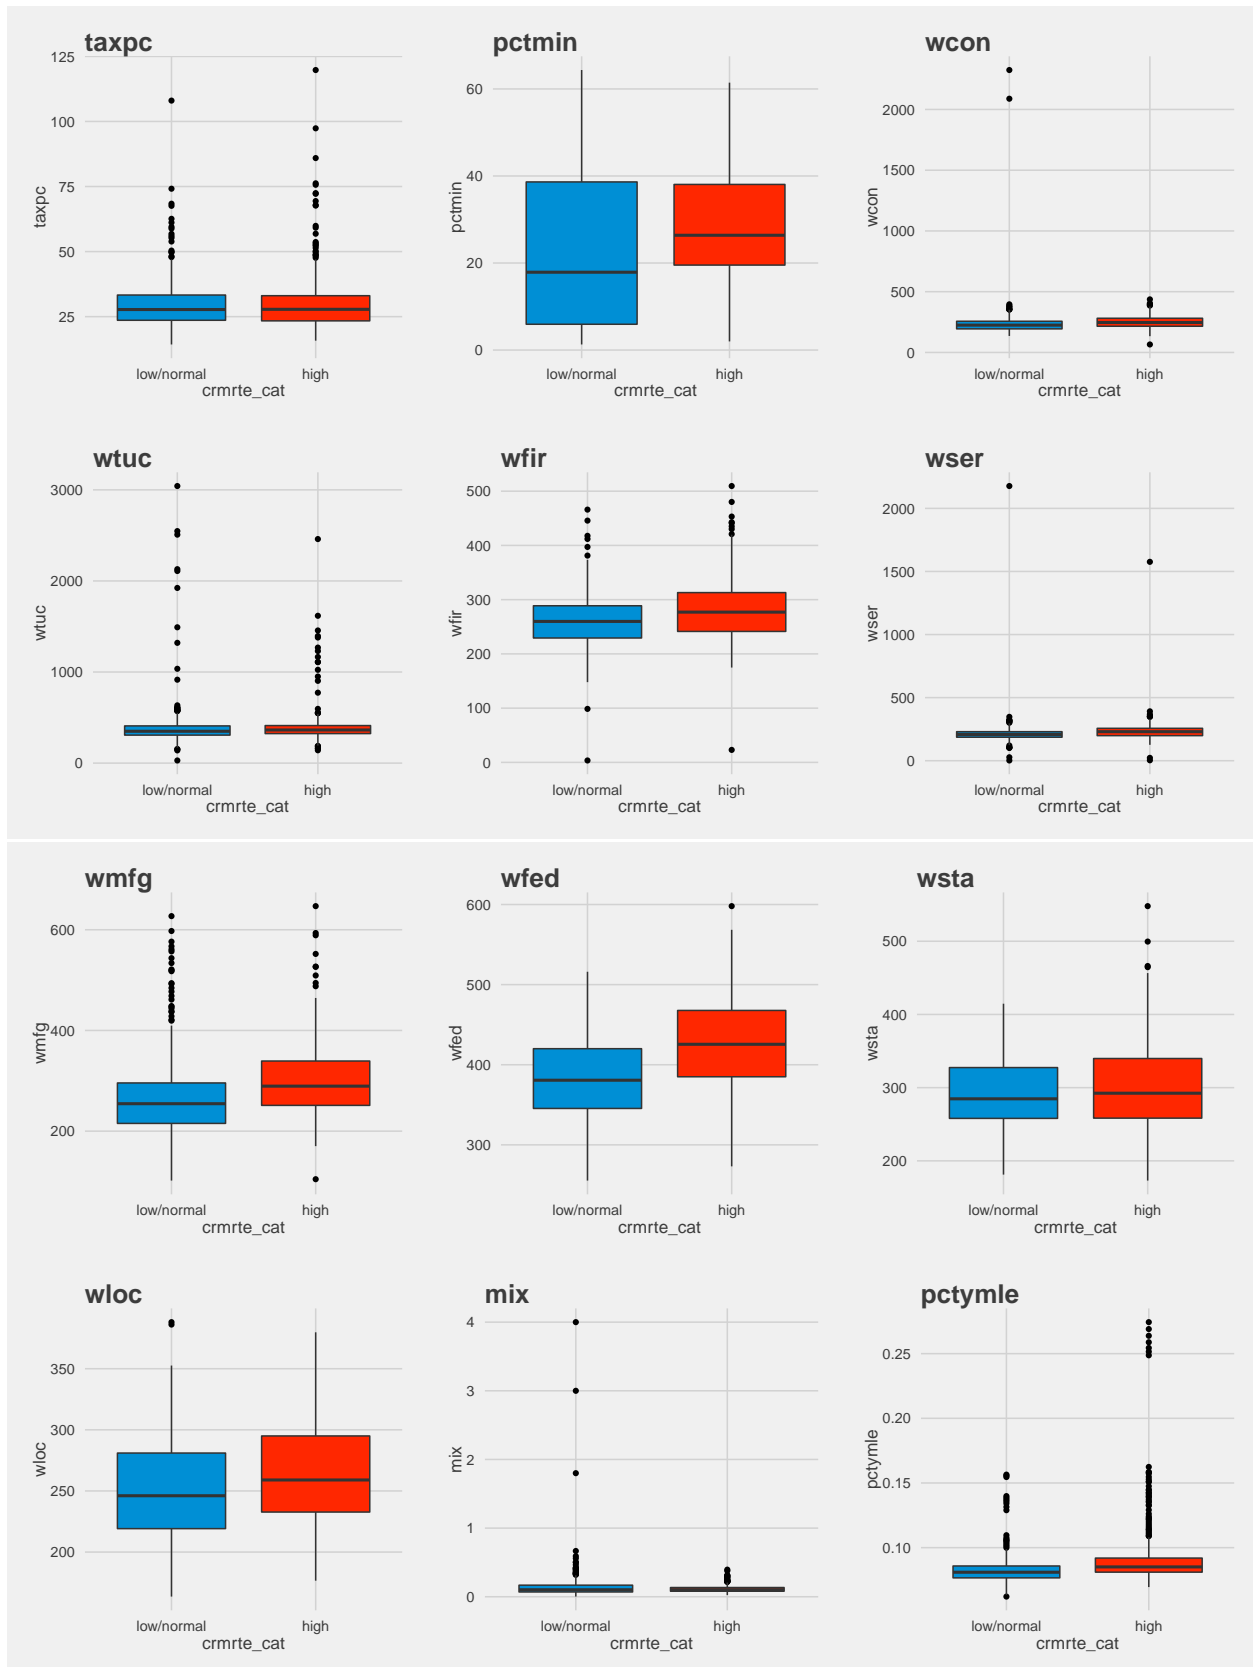 taxpc pctmin wcon
125
100
75
50
25
taxpc
low/normal high
crmrte_cat
60
40
20
0
pctmin
low/normal high
crmrte_cat
2000
1500
1000
500
0
wcon
low/normal high
crmrte_cat
wtuc wfir wser
3000
2000
1000
0
wtuc
low/normal high
crmrte_cat
500
400
300
200
100
0
wfir
low/normal high
crmrte_cat
2000
1500
1000
500
0
wser
low/normal high
crmrte_cat
wmfg wfed wsta
600
400
200
wmfg
low/normal high
crmrte_cat
600
500
400
300
wfed
low/normal high
crmrte_cat
500
400
300
200
wsta
low/normal high
crmrte_cat
wloc mix pctymle
350
300
250
200
wloc
low/normal high
crmrte_cat
4
3
2
1
0
mix
low/normal high
crmrte_cat
0.25
0.20
0.15
0.10
pctymle
low/normal high
crmrte_cat